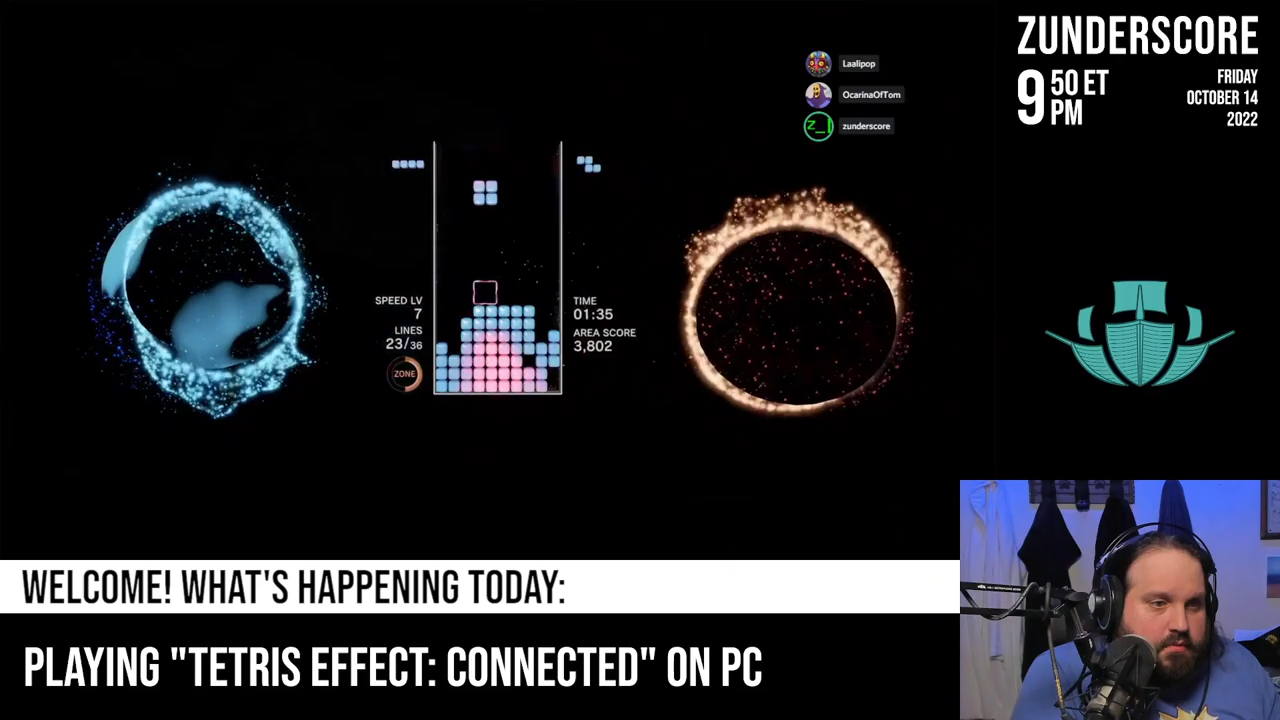 Laalipop
OcarinaOfTom
Z_
zunderscore
SPEED LV
7
LINES
23/36
ZONE
TIME
01:35
AREA SCORE
3,802
ZUNDERSCORE
9 50 ET
PM
FRIDAY
OCTOBER 14
2022
WELCOME! WHAT'S HAPPENING TODAY:
PLAYING "TETRIS EFFECT: CONNECTED" ON PC